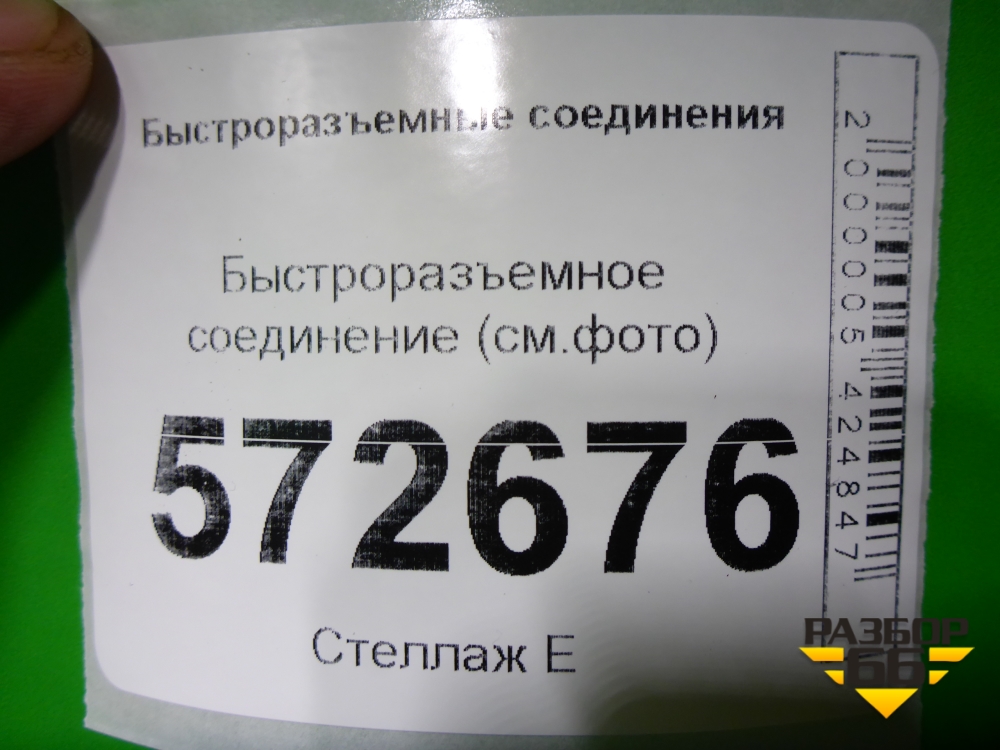 Быстроразъемные соединения
Быстроразъемное
соединение (см.фото)
572676
Стеллаж Е
2000005424847
РАЗБОР
66